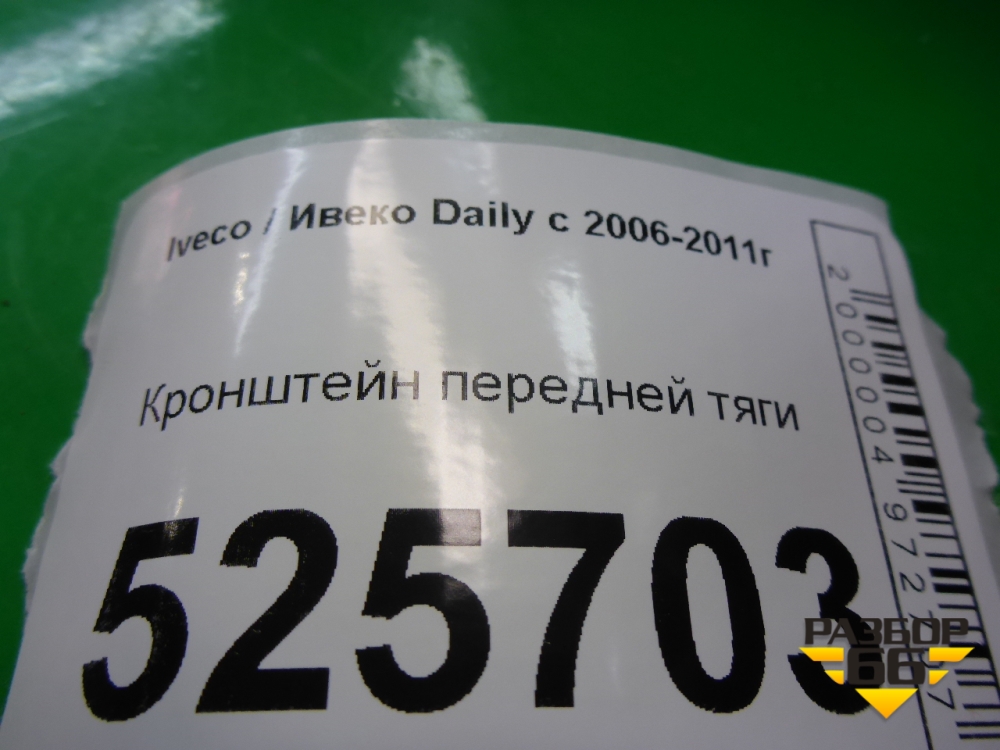 Iveco / Ивеко Daily с 2006-2011г
Кронштейн передней тяги
525703
РАЗБОР
66